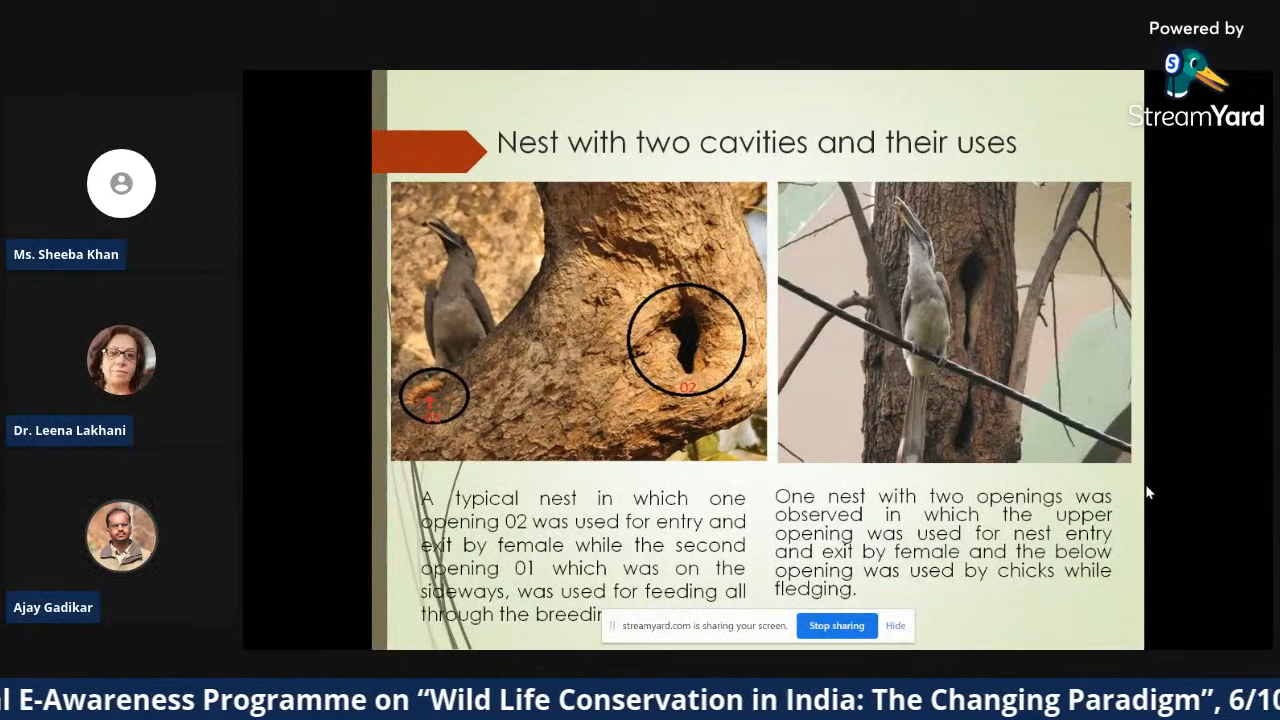 Powered by
StreamYard
Nest with two cavities and their uses
02
A typical nest in which one
opening 02 was used for entry and
exit by female while the second
opening 01 which was on the
sideways, was used for feeding all
through the
One nest with two openings was
observed in which the upper
opening was used for nest entry
and exit by female and the below
opening was used by chicks while
fledging.
streamyard.com is sharing your screen.
Stop sharing
Hide
Ms. Sheeba Khan
Dr. Leena Lakhani
Ajay Gadikar
l E-Awareness Programme on “Wild Life Conservation in India: The Changing Paradigm”, 6/10